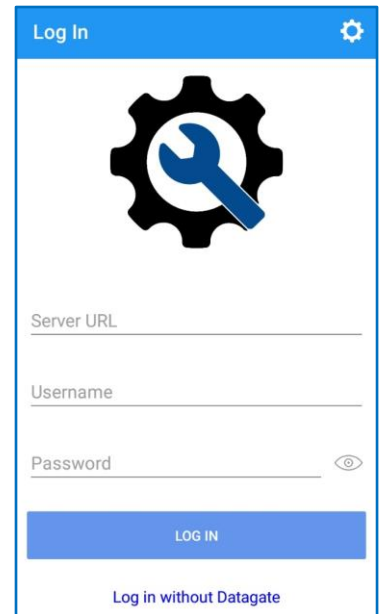 Log In
Server URL
Username
Password
LOG IN
Log in without Datagate